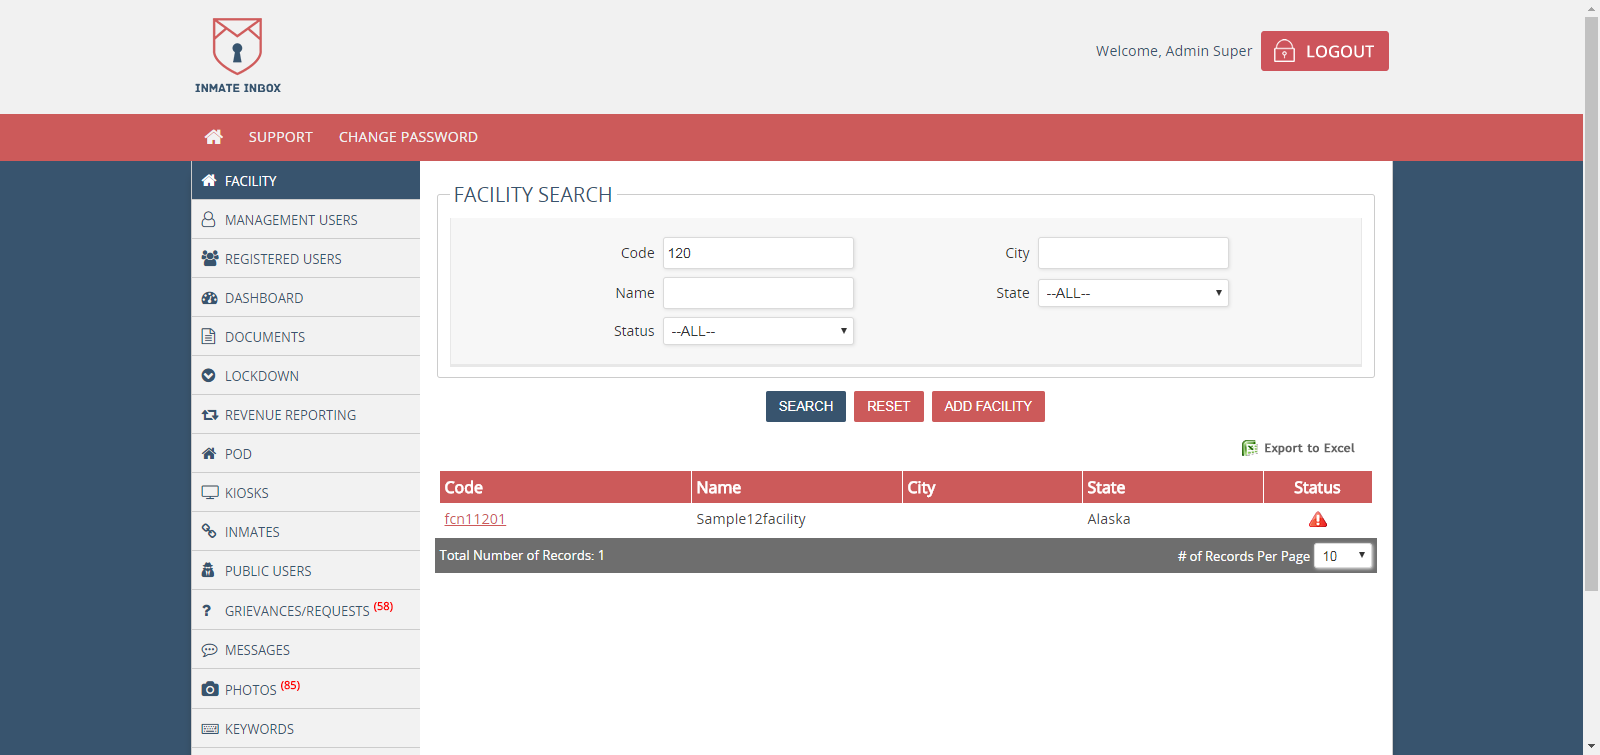 INMATE INBOX
Welcome, Admin Super
LOGOUT
SUPPORT
CHANGE PASSWORD
FACILITY
MANAGEMENT USERS
REGISTERED USERS
DASHBOARD
DOCUMENTS
LOCKDOWN
REVENUE REPORTING
POD
KIOSKS
INMATES
PUBLIC USERS
GRIEVANCES/REQUESTS (58)
MESSAGES
PHOTOS (85)
KEYWORDS
FACILITY SEARCH
Code 120 City
Name State --ALL--
Status --ALL--
SEARCH RESET ADD FACILITY
Export to Excel
Code Name City State Status
fcn11201 Sample12facility Alaska
Total Number of Records: 1 # of Records Per Page 10